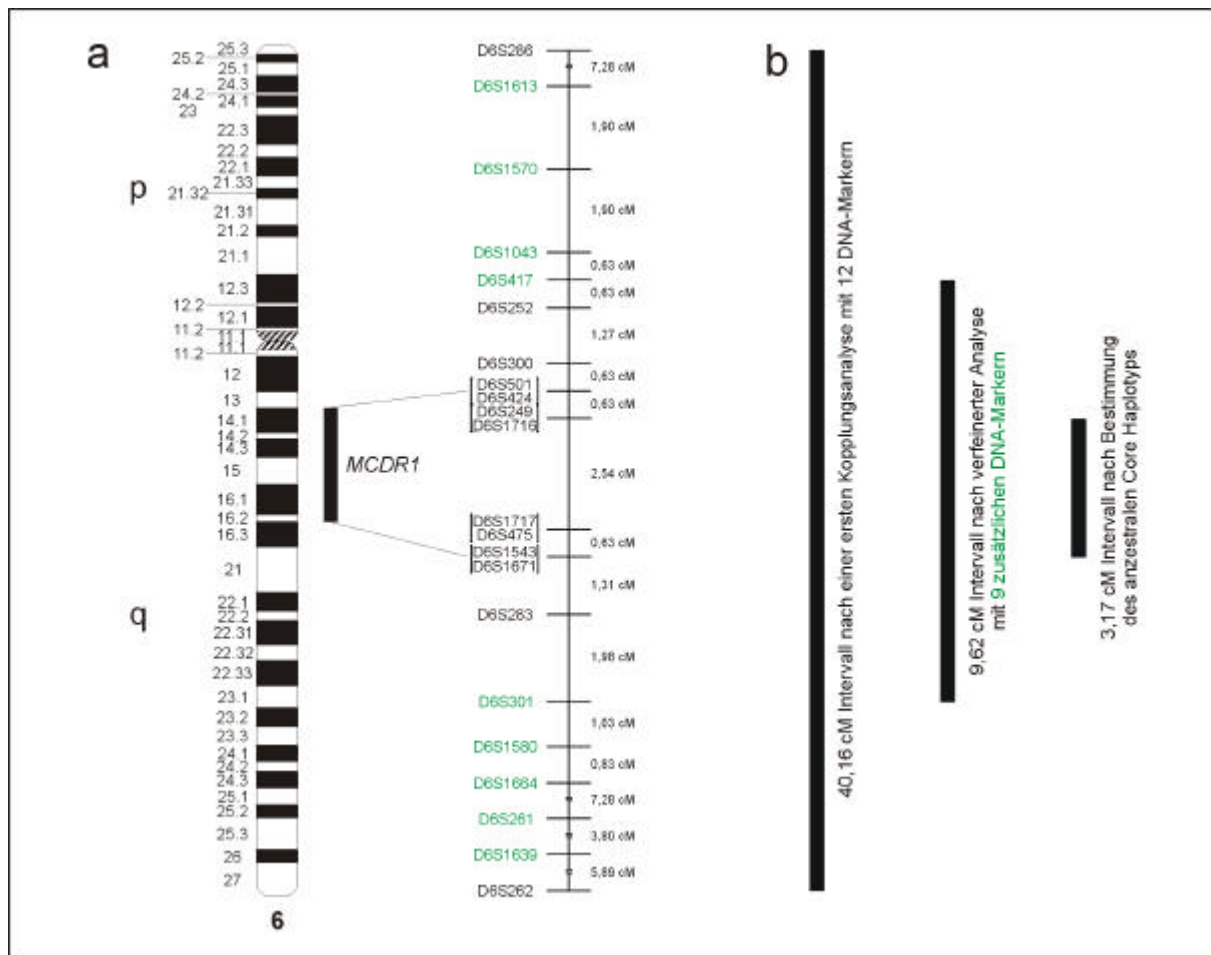 a
25.3
25.2
25.1
24.3
24.2
24.1
23
22.3
22.2
22.1
21.33
p
21.32
21.31
21.2
21.1
12.3
12.2
12.1
11.2
11.1
11.1
11.2
12
13
14.1
14.2
14.3
15
16.1
16.2
16.3
21
q
22.1
22.2
22.31
22.32
22.33
23.1
23.2
23.3
24.1
24.2
24.3
25.1
25.2
25.3
26
27
6
MCDR1
D6S286
7,28 cM
D6S1613
1,90 cM
D6S1570
1,90 cM
D6S1043
0,63 cM
D6S417
0,63 cM
D6S252
1,27 cM
D6S300
0,63 cM
D6S501
D6S424
0,63 cM
D6S249
D6S1716
2,54 cM
D6S1717
D6S475
0,63 cM
D6S1543
D6S1671
1,31 cM
D6S283
1,98 cM
D6S301
1,03 cM
D6S1580
0,83 cM
D6S1664
7,28 cM
D6S261
3,80 cM
D6S1639
5,89 cM
D6S262
b
40,16 cM Intervall nach einer ersten Kopplungsanalyse mit 12 DNA-Markern
9,62 cM Intervall nach verfeinerter Analyse
mit 9 zusätzlichen DNA-Markern
3,17 cM Intervall nach Bestimmung
des anzestralen Core Haplotyps